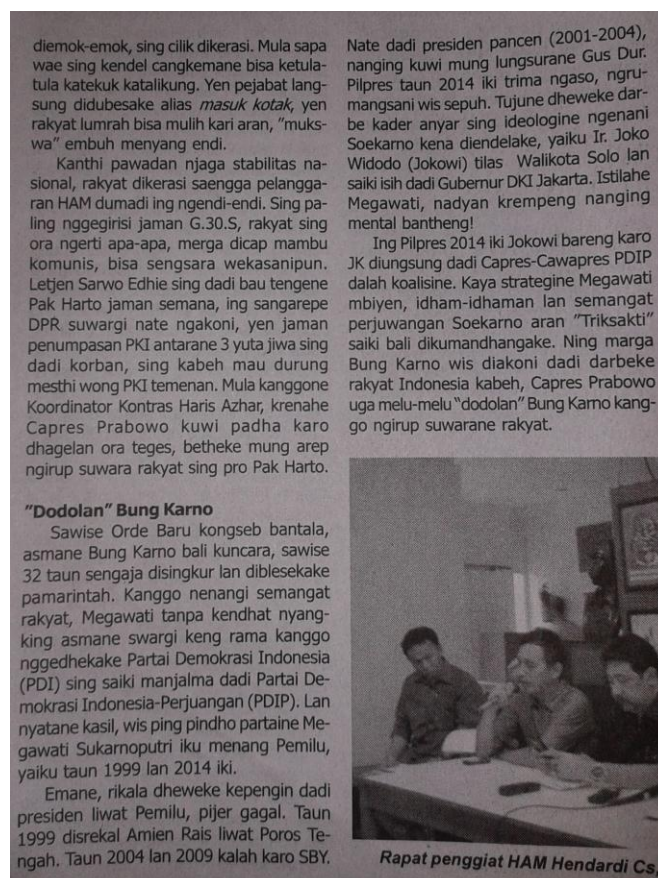 diemok-emok, sing cilik dikerasi. Mula sapa
wae sing kendel cangkemane bisa ketula-
tula katekuk katalikung. Yen pejabat lang-
sung didubesake alias masuk kotak, yen
rakyat lumrah bisa mulih kari aran, "muks-
wa" embuh menyang endi.
Kanthi pawadan njaga stabilitas na-
sional, rakyat dikerasi saengga pelangga-
ran HAM dumadi ing ngendi-endi. Sing pa-
ling nggegirisi jaman G.30.S, rakyat sing
ora ngerti apa-apa, merga dicap mambu
komunis, bisa sengsara wekasanipun.
Letjen Sarwo Edhie sing dadi bau tengene
Pak Harto jaman semana, ing sangarepe
DPR suwargi nate ngakoni, yen jaman
penumpasan PKI antarane 3 yuta jiwa sing
dadi korban, sing kabeh mau durung
mesthi wong PKI temenan. Mula kanggone
Koordinator Kontras Haris Azhar, krenahe
Capres Prabowo kuwi padha karo
dhagelan ora teges, betheke mung arep
ngirup suwara rakyat sing pro Pak Harto.
"Dodolan" Bung Karno
Sawise Orde Baru kongseb bantala,
asmane Bung Karno bali kuncara, sawise
32 taun sengaja disingkur lan diblesekake
pamarintah. Kanggo nenangi semangat
rakyat, Megawati tanpa kendhat nyang-
king asmane swargi keng rama kanggo
nggedhekake Partai Demokrasi Indonesia
(PDI) sing saiki manjalma dadi Partai De-
mokrasi Indonesia-Perjuangan (PDIP). Lan
nyatane kasil, wis ping pindho partaine Me-
gawati Sukarnoputri iku menang Pemilu,
yaiku taun 1999 lan 2014 iki.
Emane, rikala dheweke kepengin dadi
presiden liwat Pemilu, pijer gagal. Taun
1999 disrekal Amien Rais liwat Poros Te-
ngah. Taun 2004 lan 2009 kalah karo SBY.
Nate dadi presiden pancen (2001-2004),
nanging kuwi mung lungsurane Gus Dur.
Pilpres taun 2014 iki trima ngaso, ngru-
mangsani wis sepuh. Tujune dheweke dar-
be kader anyar sing ideologine ngenani
Soekarno kena diendelake, yaiku Ir. Joko
Widodo (Jokowi) tilas Walikota Solo lan
saiki isih dadi Gubernur DKI Jakarta. Istilahe
Megawati, nadyan krempeng nanging
mental bantheng!
Ing Pilpres 2014 iki Jokowi bareng karo
JK diungsung dadi Capres-Cawapres PDIP
dalah koalisine. Kaya strategine Megawati
mbiyen, idham-idhaman lan semangat
perjuwangan Soekarno aran "Triksakti"
saiki bali dikumandhangake. Ning marga
Bung Karno wis diakoni dadi darbeke
rakyat Indonesia kabeh, Capres Prabowo
uga melu-melu "dodolan" Bung Karno kang-
go ngirup suwarane rakyat.
Rapat penggiat HAM Hendardi Cs,